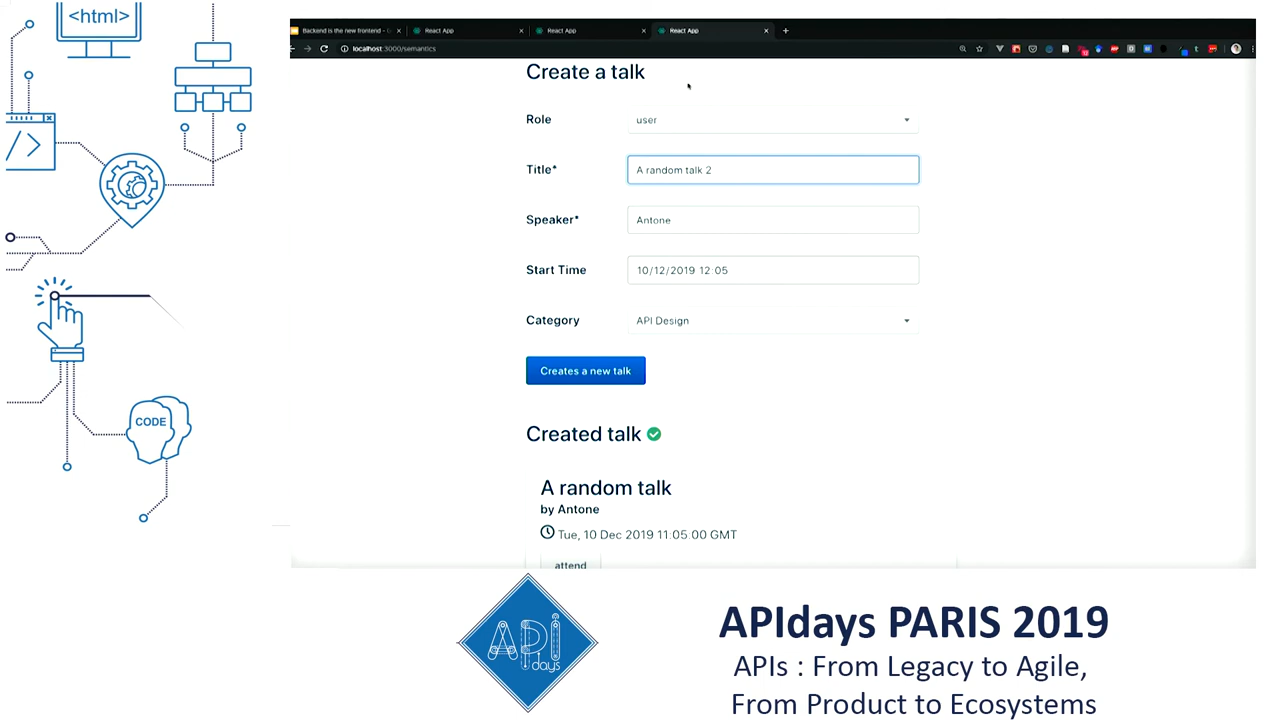 <html>
</>
CODE
Backend is the new frontend - G
React App
React App
React App
localhost:3000/semantics
Create a talk
Role
user
Title*
A random talk 2
Speaker*
Antone
Start Time
10/12/2019 12:05
Category
API Design
Creates a new talk
Created talk
A random talk
by Antone
Tue, 10 Dec 2019 11:05:00 GMT
attend
API
days
APIdays PARIS 2019
APIs : From Legacy to Agile,
From Product to Ecosystems